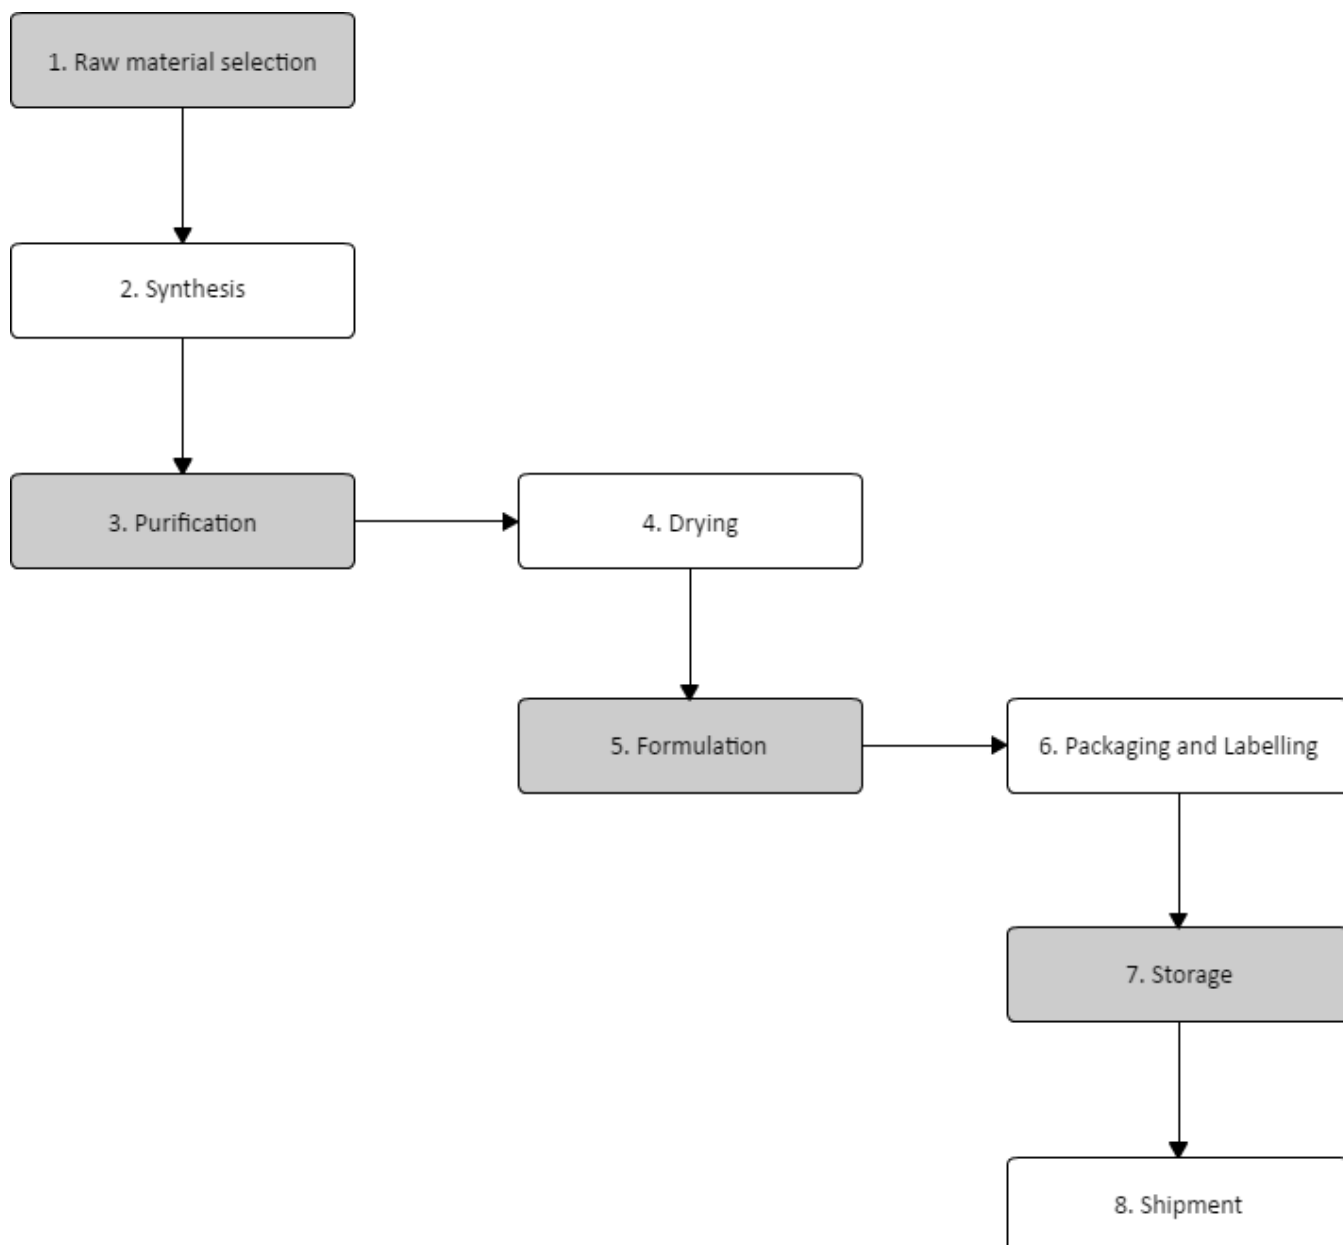 1. Raw material selection
2. Synthesis
3. Purification
4. Drying
5. Formulation
6. Packaging and Labelling
7. Storage
8. Shipment